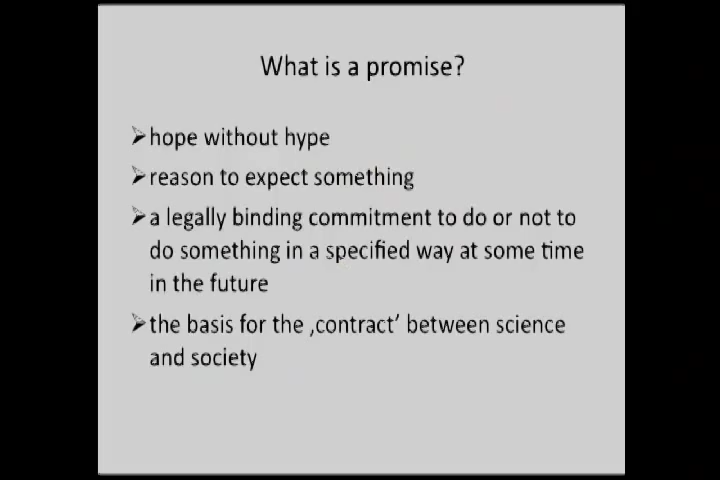 What is a promise?
➢hope without hype
➢reason to expect something
➢a legally binding commitment to do or not to
do something in a specified way at some time
in the future
➢the basis for the ‚contract’ between science
and society